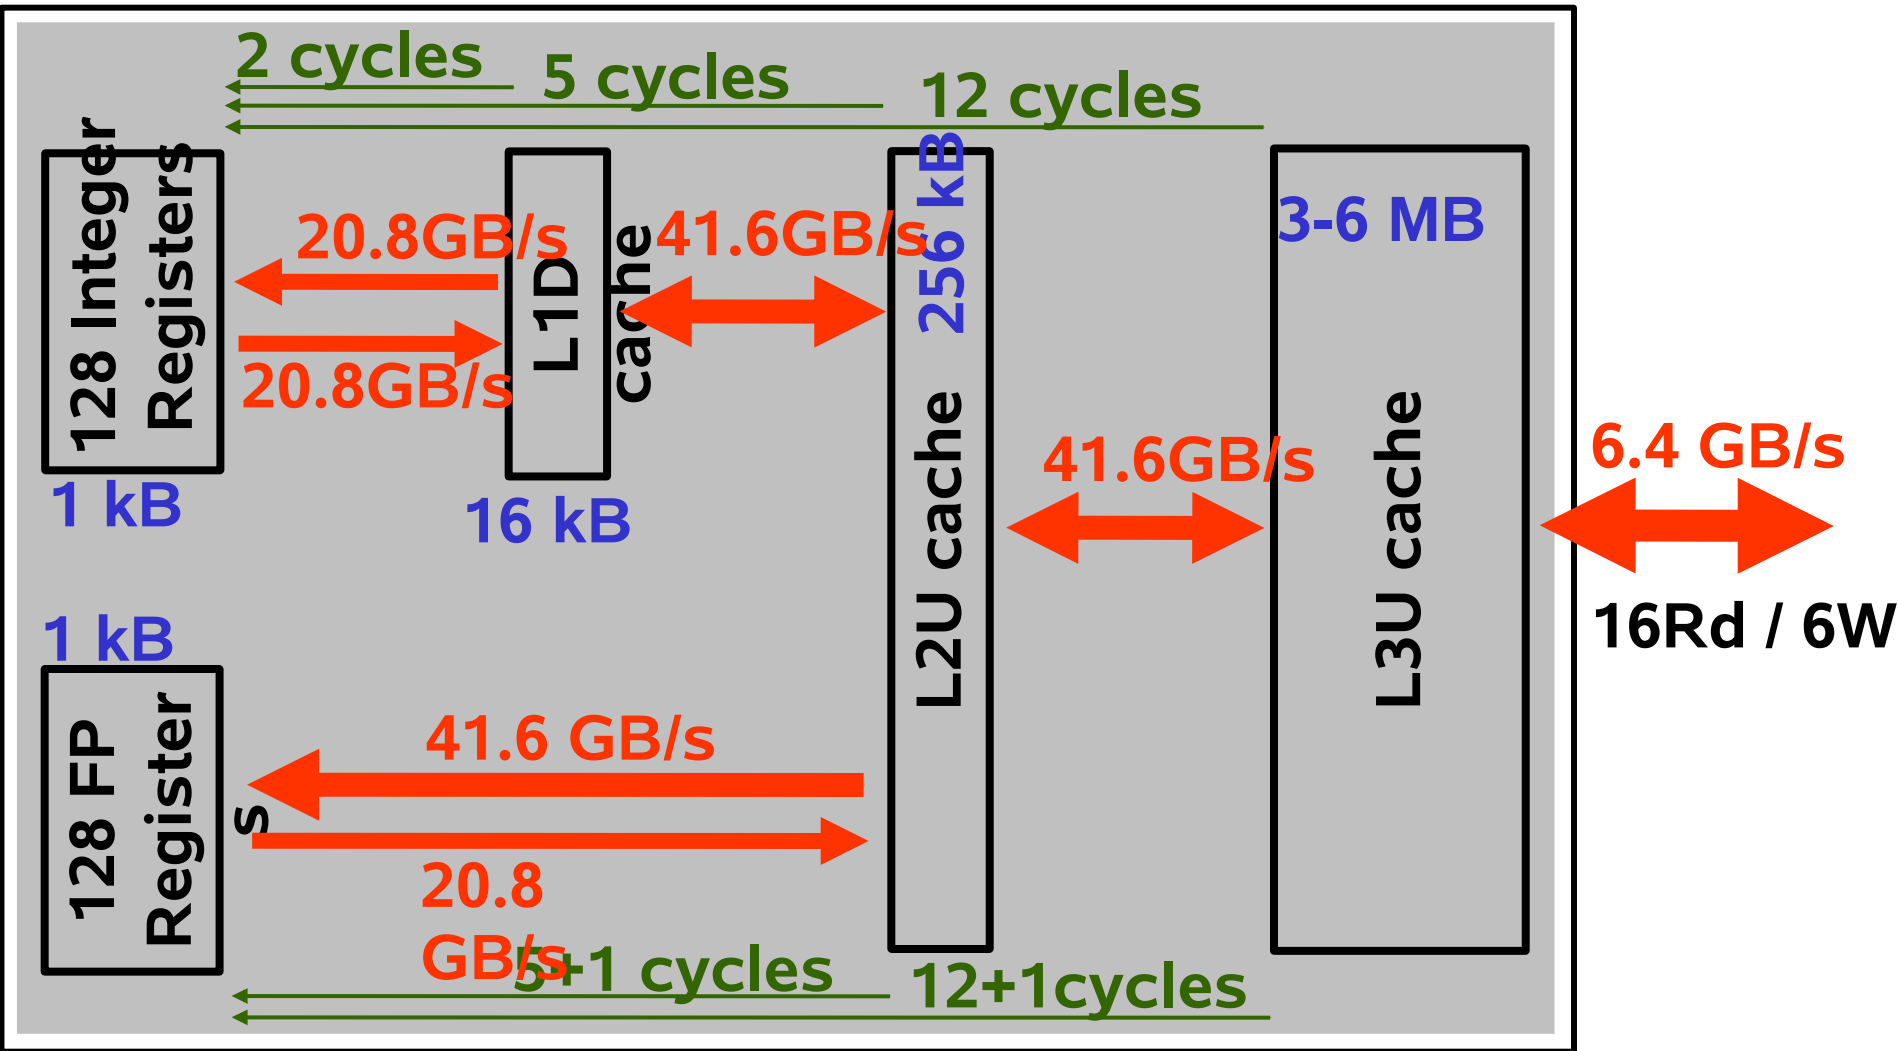 2 cycles
5 cycles
12 cycles
128 Integer
Registers
1 kB
20.8GB/s
20.8GB/s
L1D
cache
16 kB
41.6GB/s
256 kB
L2U cache
41.6GB/s
3-6 MB
L3U cache
6.4 GB/s
16Rd / 6W
1 kB
128 FP
Register
s
41.6 GB/s
20.8
GB/s
5+1 cycles
12+1cycles